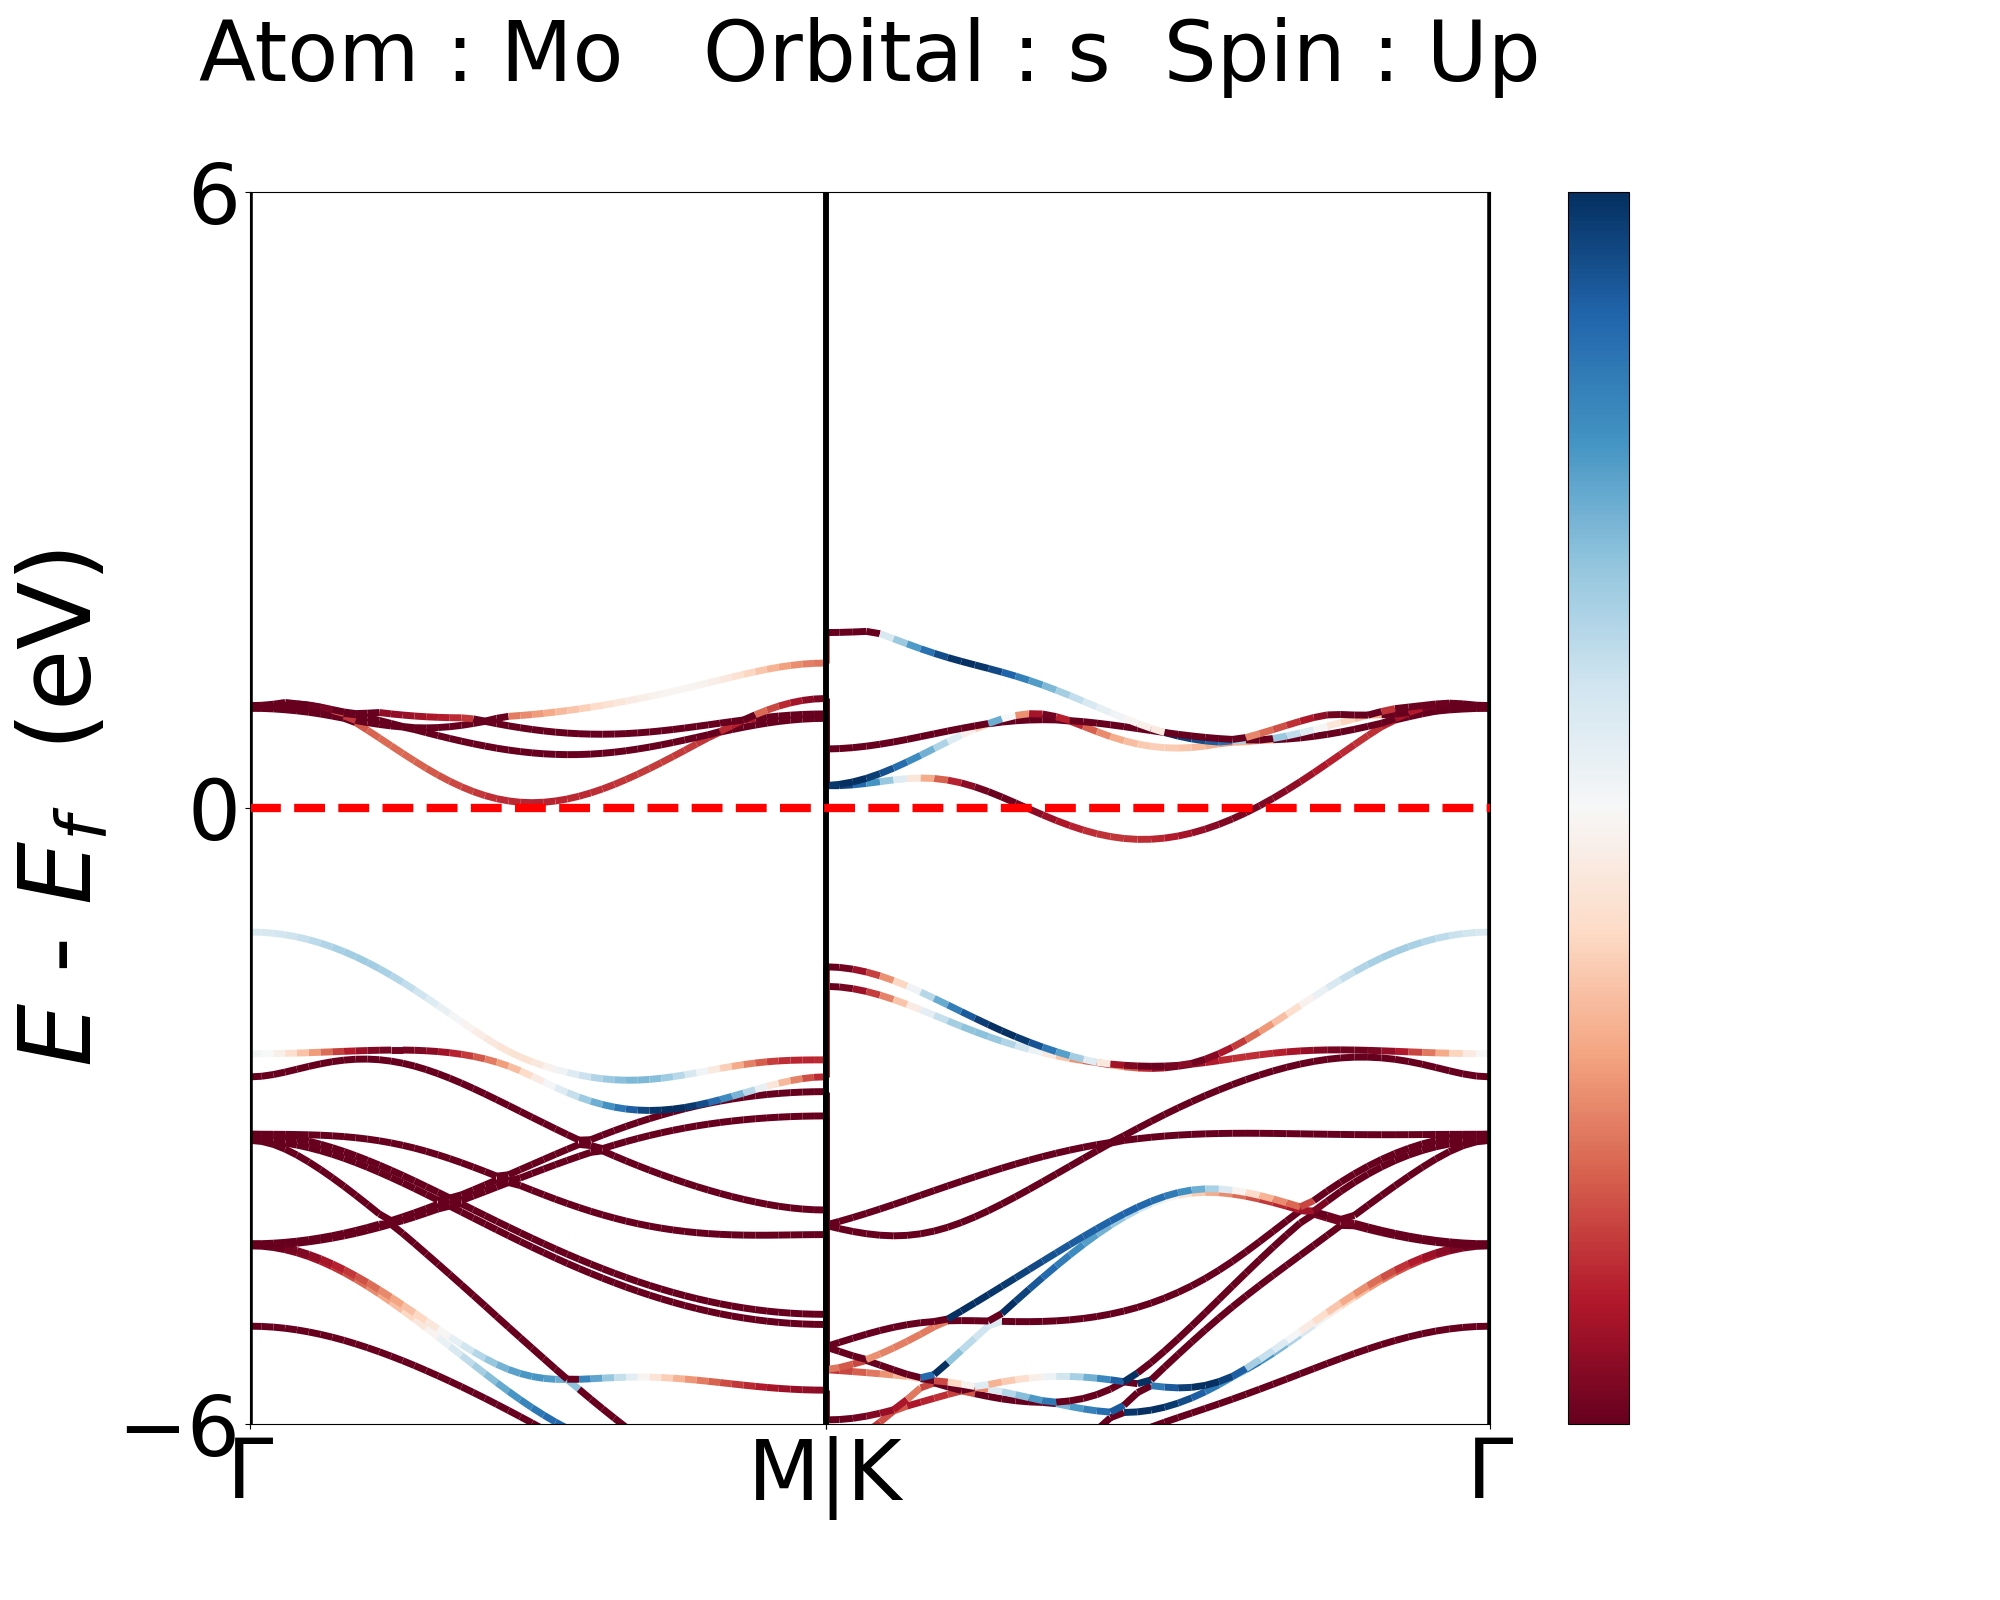 Atom : Mo   Orbital : s  Spin : Up
E - E_f (eV)
6
0
−6
Γ
M|K
Γ